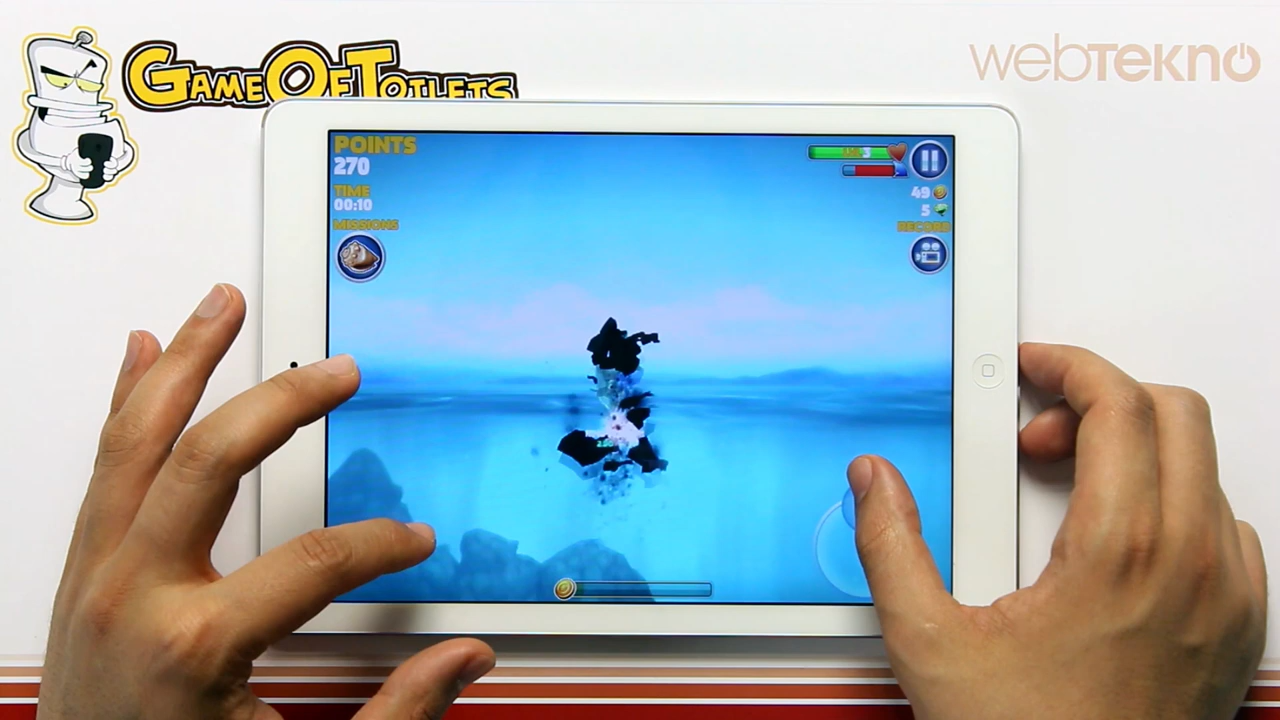 GAMEOFTOILETS
webTEKNO
POINTS
270
TIME
00:10
MISSIONS
49
5
RECORD